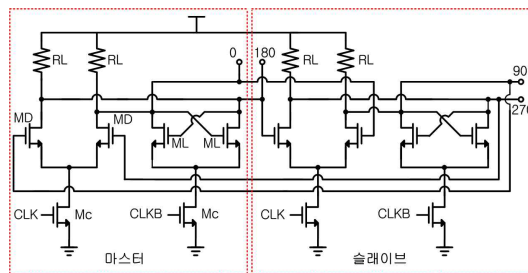 0 180
RL RL RL RL
90
270
MD MD ML ML
CLK Mc CLKB Mc CLK CLKB
마스터 슬래이브